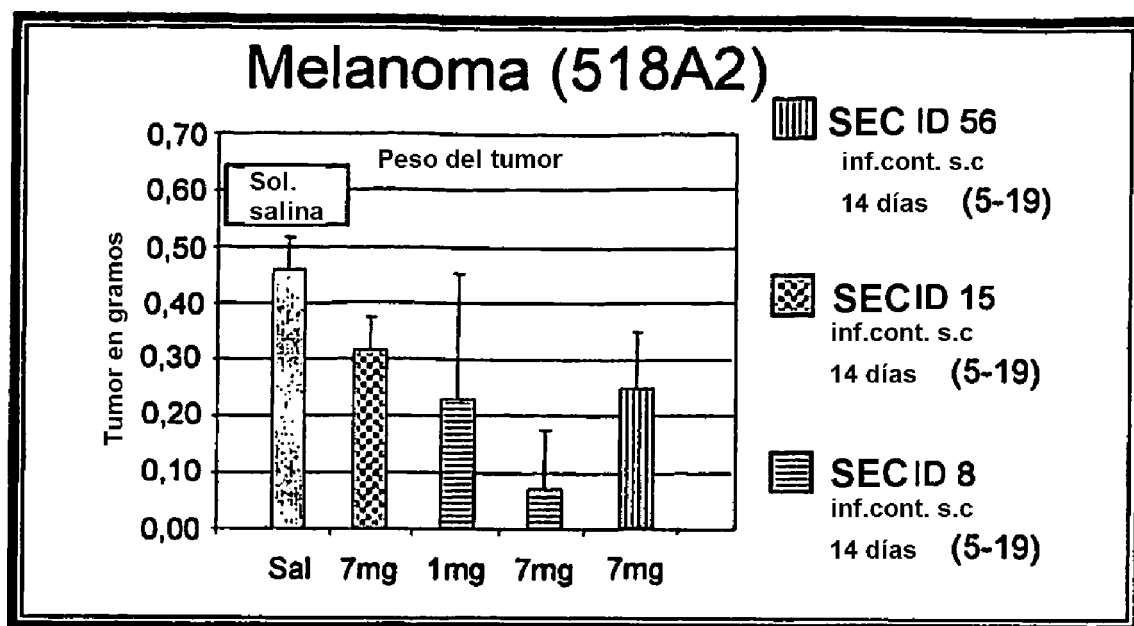 Melanoma (518A2)
Peso del tumor
Sol.
salina
Tumor en gramos
0,70
0,60
0,50
0,40
0,30
0,20
0,10
0,00
Sal 7mg 1mg 7mg 7mg
SEC ID 56
inf.cont. s.c
14 días (5-19)
SEC ID 15
inf.cont. s.c
14 días (5-19)
SEC ID 8
inf.cont. s.c
14 días (5-19)